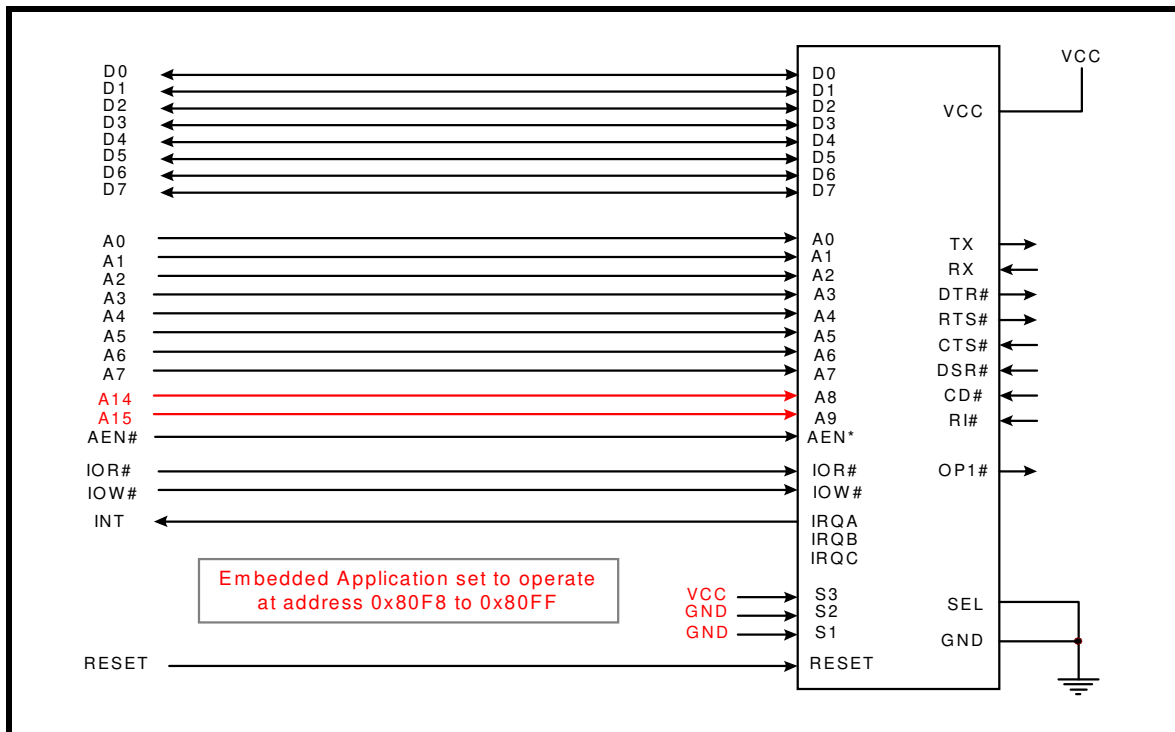 VCC
D0 D0
D1 D1
D2 D2 VCC
D3 D3
D4 D4
D5 D5
D6 D6
D7 D7
A0 A0 TX
A1 A1
A2 A2 RX
A3 A3 DTR#
A4 A4 RTS#
A5 A5 CTS#
A6 A6
A7 A7 DSR#
A14 A8 CD#
A15 A9 RI#
AEN# AEN*
IOR# IOR# OP1#
IOW# IOW#
INT IRQA
IRQB
IRQC
Embedded Application set to operate
at address 0x80F8 to 0x80FF
VCC S3 SEL
GND S2
GND S1 GND
RESET RESET